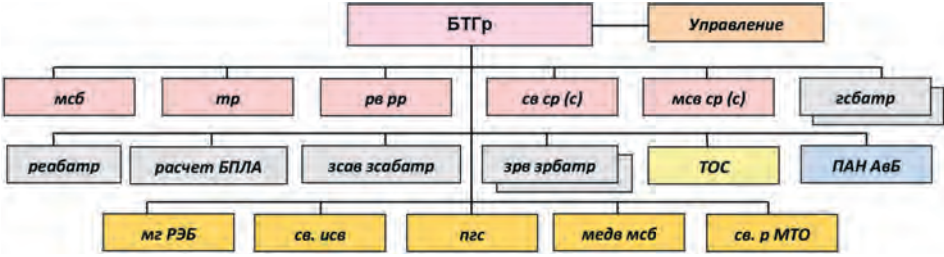 БТГр
Управление
мсб
тр
рв рр
св ср (с)
мсв ср (с)
гсбатр
реабатр
расчет БПЛА
зсав зсабатр
зрв зрбатр
ТОС
ПАН АвБ
мг РЭБ
св. исв
пгс
медв мсб
св. р МТО